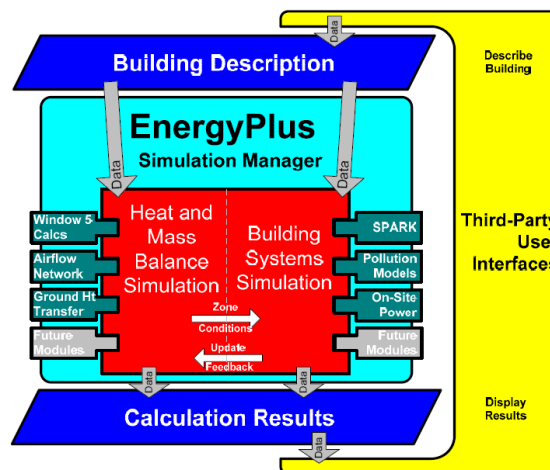 Data
Building Description
Describe
Building
EnergyPlus
Simulation Manager
Data
Data
Window 5
Calcs
Airflow
Network
Ground Ht
Transfer
Future
Modules
Heat and
Mass
Balance
Simulation
Building
Systems
Simulation
Zone
Conditions
Update
Feedback
SPARK
Pollution
Models
On-Site
Power
Future
Modules
Third-Party
Use
Interfaces
Data
Data
Calculation Results
Display
Results
Data